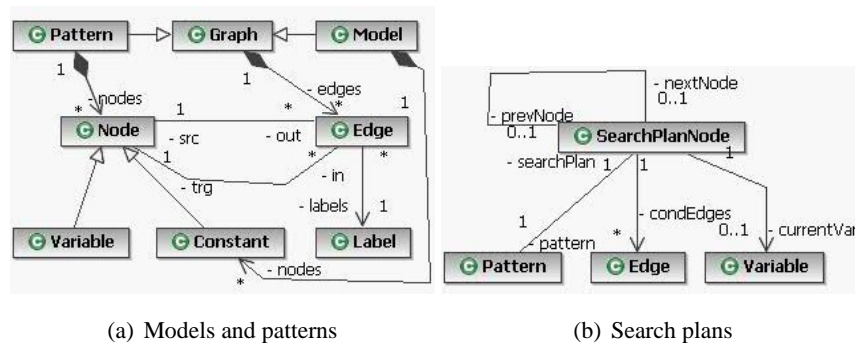 Pattern
Graph
Model
1
1
- edges
1
- nodes
*
1
*
*
Node
- src
- out
Edge
1
*
*
- in
- trg
- labels
1
Variable
Constant
Label
- nodes
*
(a) Models and patterns
- nextNode
0..1
- prevNode
0..1
SearchPlanNode
- searchPlan
1
1
1
- condEdges
1
*
0..1
- currentVar
- pattern
Pattern
Edge
Variable
(b) Search plans